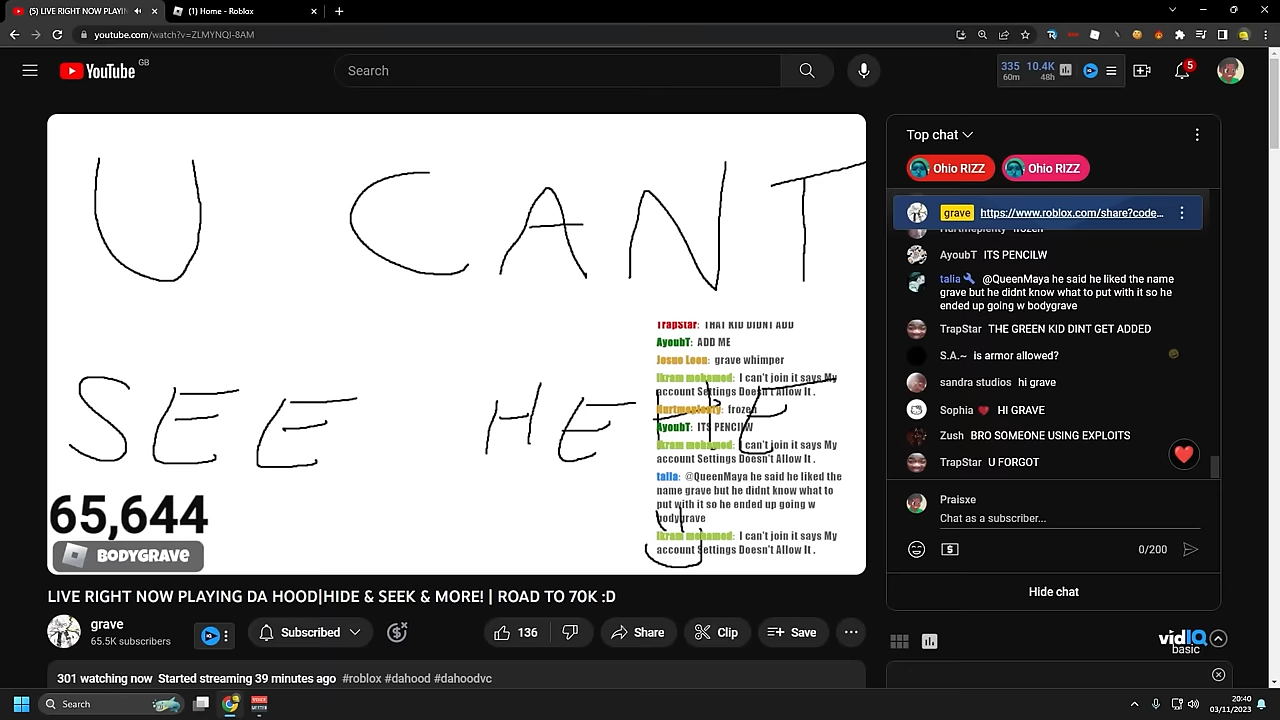 (5) LIVE RIGHT NOW PLAYIN
(1) Home - Roblox
youtube.com/watch?v=ZLMYNQI-8AM
YouTube GB
Search
335 10.4K
60m 48h
5
U CANT
SEE HERE
TrapStar: THAT KID DIDNT ADD
AyoubT: ADD ME
Josue Leon: grave whimper
Ikram mohamed: I can't join it says My
account Settings Doesn't Allow It .
Hurtmeplenty: frozen
AyoubT: ITS PENCILW
Ikram mohamed: I can't join it says My
account Settings Doesn't Allow It .
talia: @QueenMaya he said he liked the
name grave but he didnt know what to
put with it so he ended up going w
bodygrave
Ikram mohamed: I can't join it says My
account Settings Doesn't Allow It .
65,644
BODYGRAVE
Top chat
Ohio RIZZ
Ohio RIZZ
grave https://www.roblox.com/share?code...
Hurtmeplenty frozen
AyoubT ITS PENCILW
talia @QueenMaya he said he liked the name
grave but he didnt know what to put with it so he
ended up going w bodygrave
TrapStar THE GREEN KID DINT GET ADDED
S.A.~ is armor allowed?
sandra studios hi grave
Sophia HI GRAVE
Zush BRO SOMEONE USING EXPLOITS
TrapStar U FORGOT
Praisxe
Chat as a subscriber...
0/200
Hide chat
LIVE RIGHT NOW PLAYING DA HOOD|HIDE & SEEK & MORE! | ROAD TO 70K :D
grave
65.5K subscribers
Subscribed
136
Share
Clip
Save
vidIQ
basic
301 watching now Started streaming 39 minutes ago #roblox #dahood #dahoodvc
Search
20:40
03/11/2023